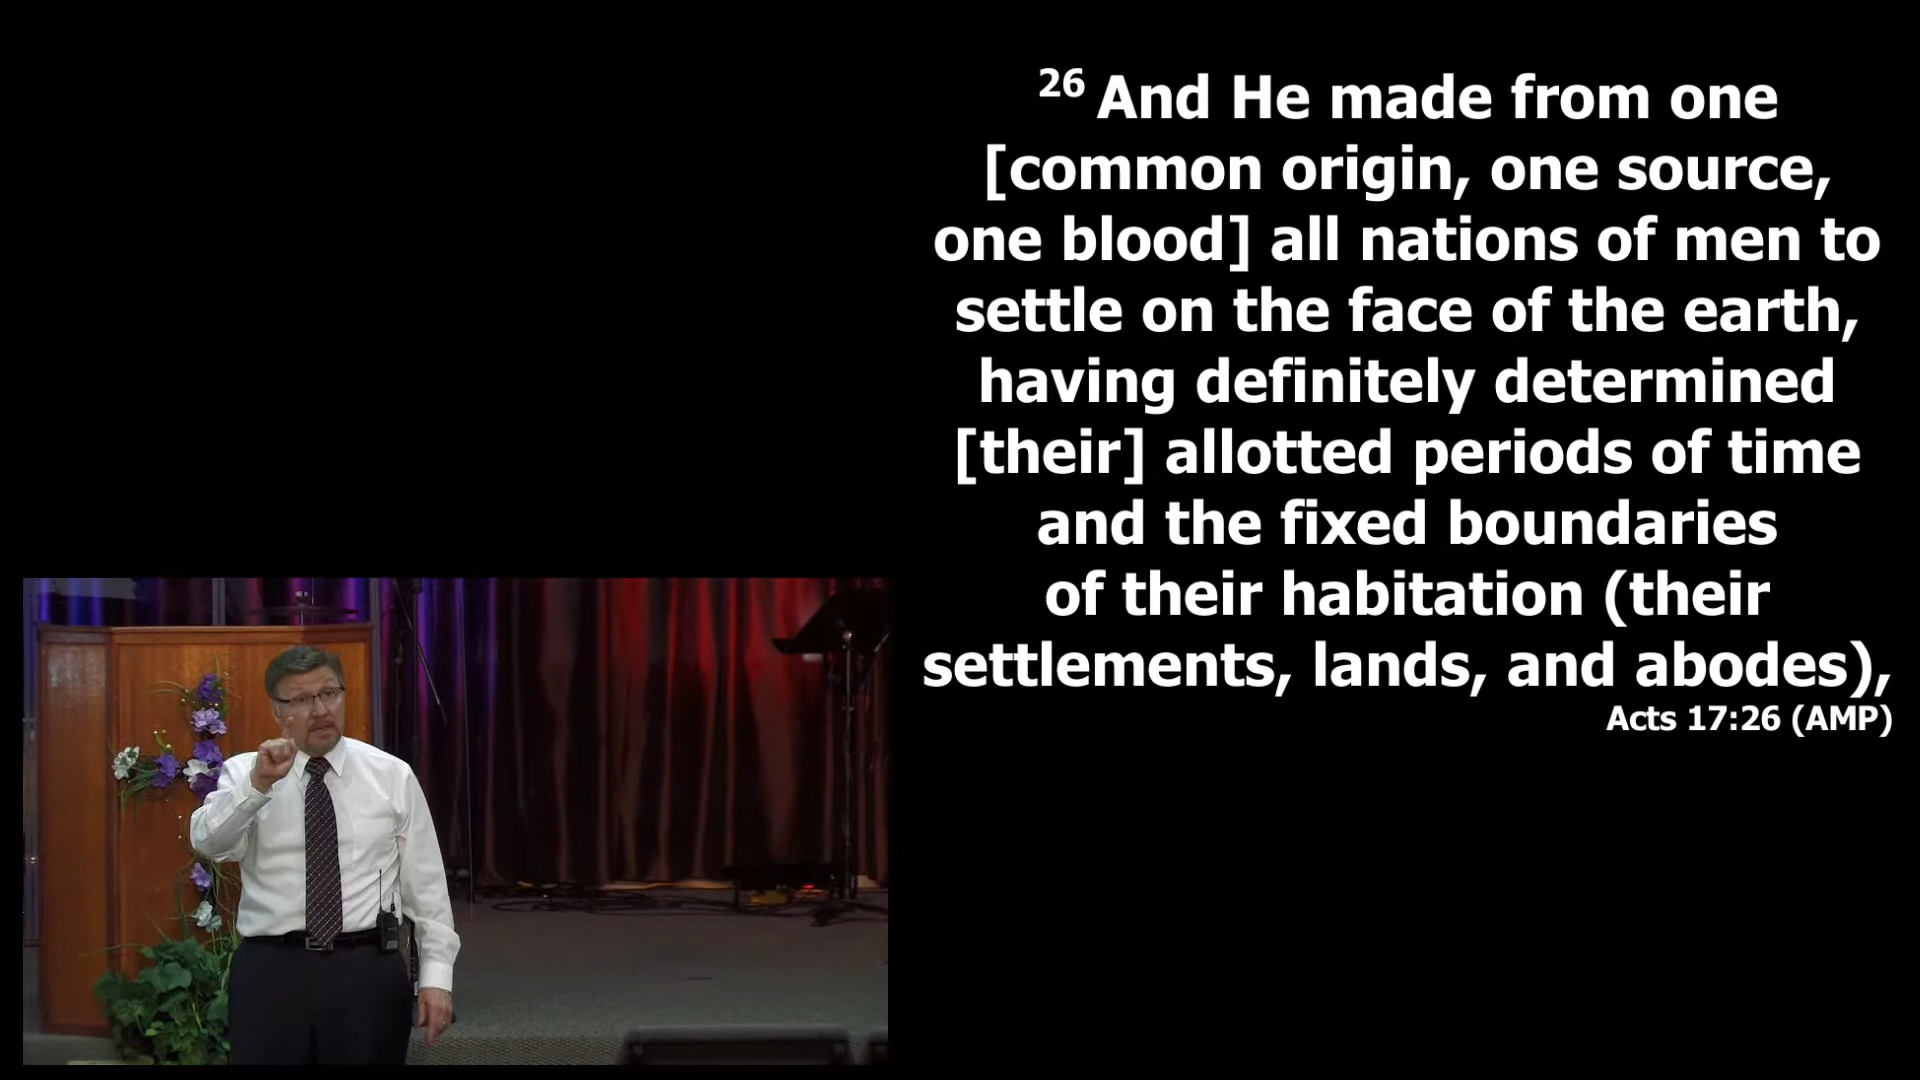 26 And He made from one
[common origin, one source,
one blood] all nations of men to
settle on the face of the earth,
having definitely determined
[their] allotted periods of time
and the fixed boundaries
of their habitation (their
settlements, lands, and abodes),
Acts 17:26 (AMP)